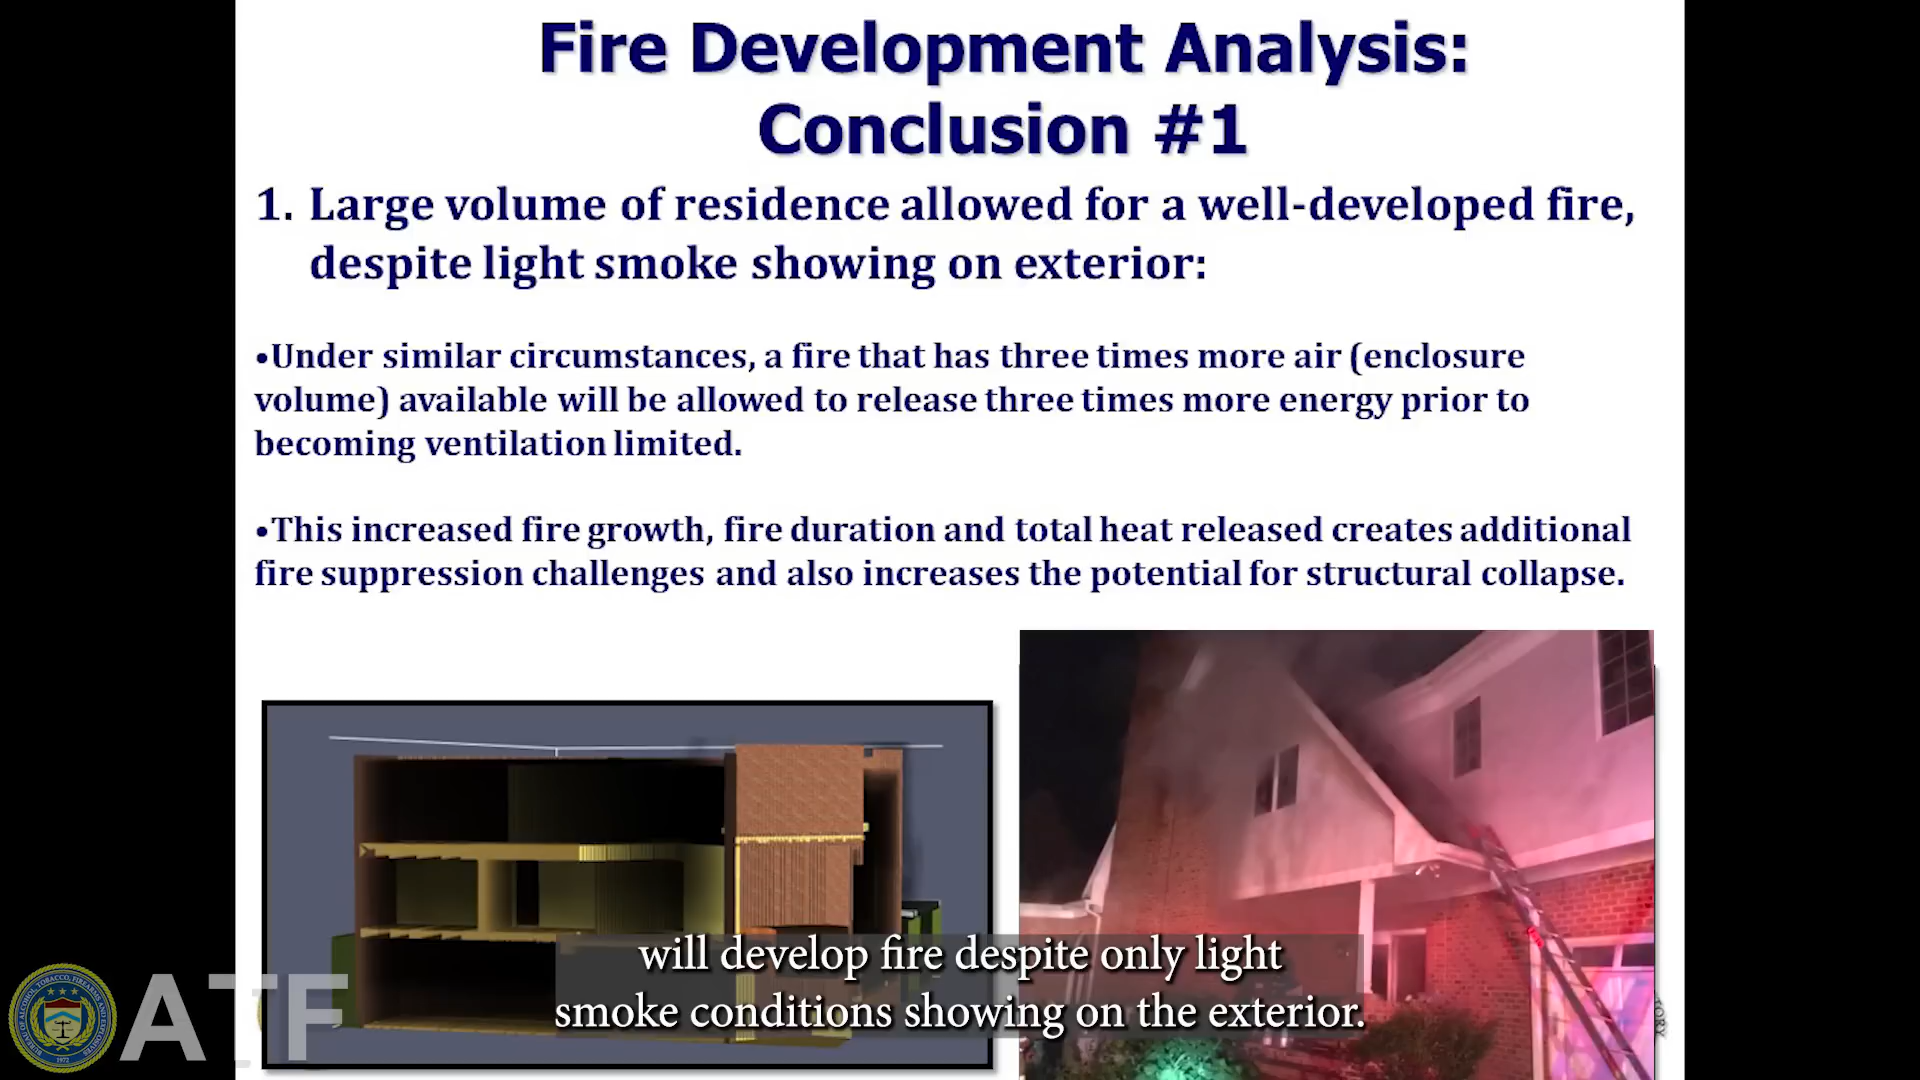 Fire Development Analysis:
Conclusion #1
1. Large volume of residence allowed for a well-developed fire,
despite light smoke showing on exterior:
•Under similar circumstances, a fire that has three times more air (enclosure
volume) available will be allowed to release three times more energy prior to
becoming ventilation limited.
•This increased fire growth, fire duration and total heat released creates additional
fire suppression challenges and also increases the potential for structural collapse.
will develop fire despite only light
smoke conditions showing on the exterior.
ATF